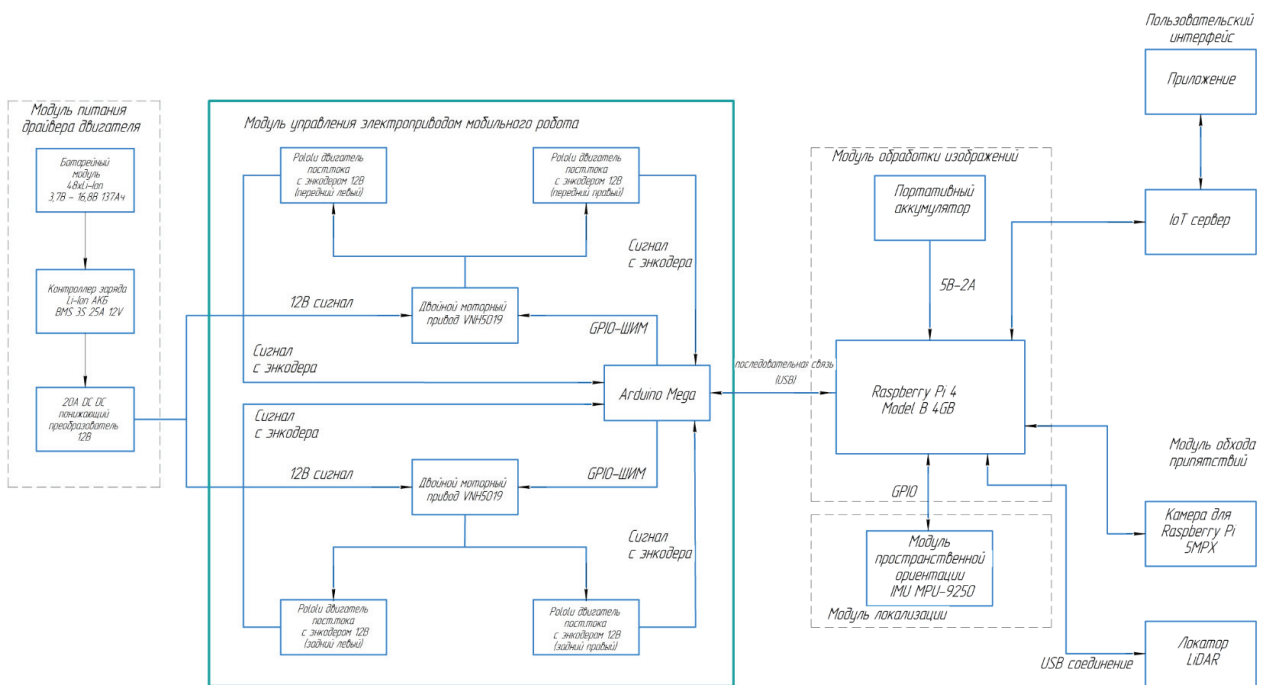 Пользовательский
интерфейс
Приложение
IoT сервер
Модуль питания
драйвера двигателя
Батарейный
модуль
48xLi-Ion
3,7В – 16,8В 137Ач
Контроллер заряда
Li-Ion АКБ
BMS 3S 25A 12V
20А DC DC
понижающий
преобразователь
12В
Модуль управления электроприводом мобильного робота
Pololu двигатель
пост.тока
с энкодером 12В
(передний левый)
Pololu двигатель
пост.тока
с энкодером 12В
(передний правый)
Сигнал
с энкодера
12В сигнал
Двойной моторный
привод VNH5019
GPIO-ШИМ
Сигнал
с энкодера
Arduino Mega
Сигнал
с энкодера
12В сигнал
Двойной моторный
привод VNH5019
GPIO-ШИМ
Сигнал
с энкодера
Pololu двигатель
пост.тока
с энкодером 12В
(задний левый)
Pololu двигатель
пост.тока
с энкодером 12В
(задний правый)
последовательная связь
(USB)
Модуль обработки изображений
Портативный
аккумулятор
5В-2А
Raspberry Pi 4
Model B 4GB
GPIO
Модуль
пространственной
ориентации
IMU MPU-9250
Модуль локализации
Модуль обхода
припятствий
Камера для
Raspberry Pi
5MPX
USB соединение
Локатор
LiDAR